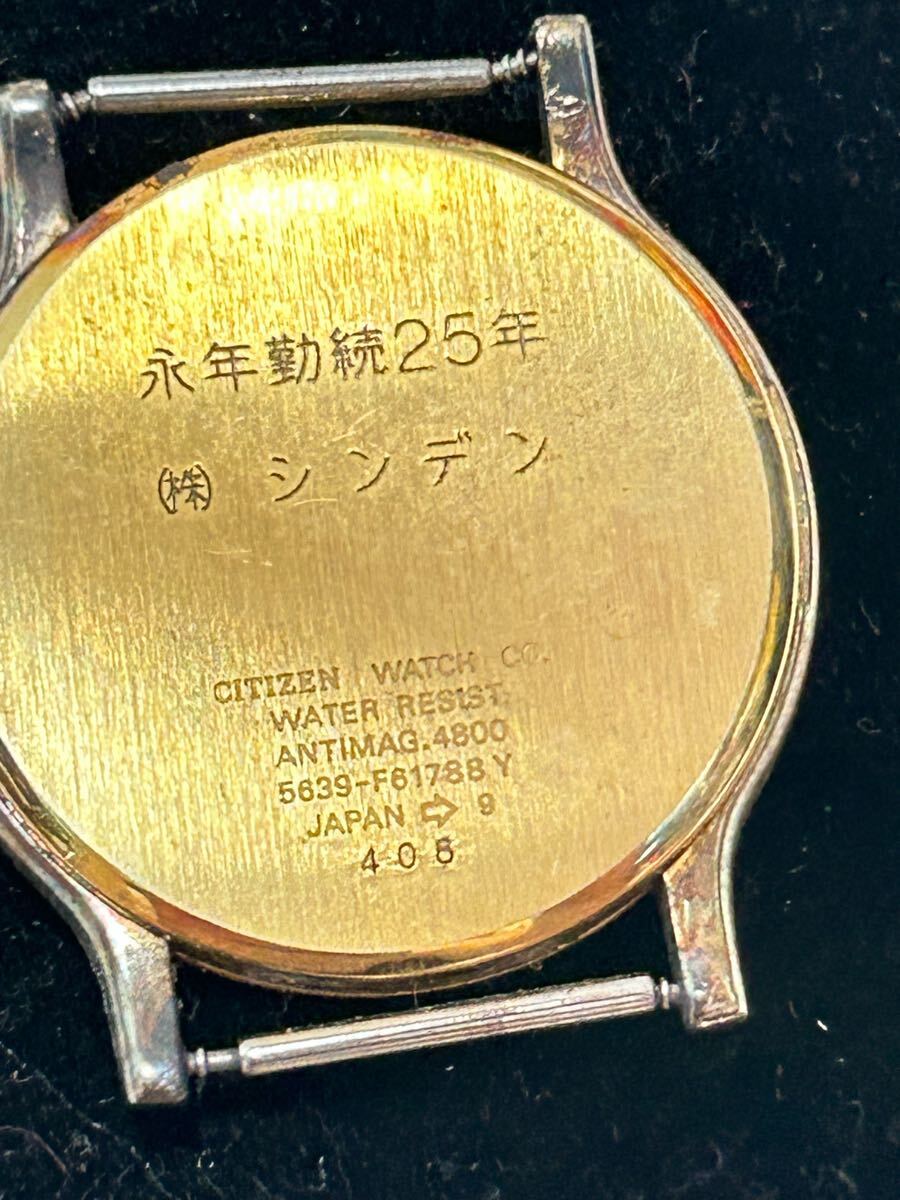 永年勤続25年
㈱ シンデン
CITIZEN WATCH CO.
WATER RESIST.
ANTIMAG.4800
5639-F61788 Y
JAPAN ⇨ 9
408